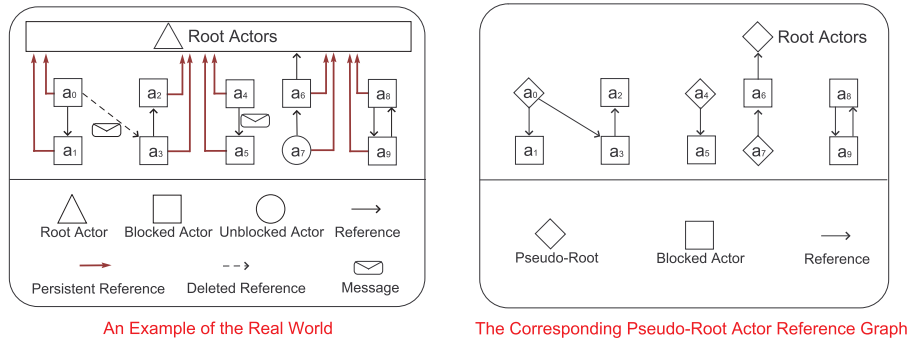 Root Actors
a0 a2 a4 a6 a8
a1 a3 a5 a7 a9
Root Actor Blocked Actor Unblocked Actor Reference
Persistent Reference Deleted Reference Message
An Example of the Real World
Root Actors
a0 a2 a4 a6 a8
a1 a3 a5 a7 a9
Pseudo-Root Blocked Actor Reference
The Corresponding Pseudo-Root Actor Reference Graph